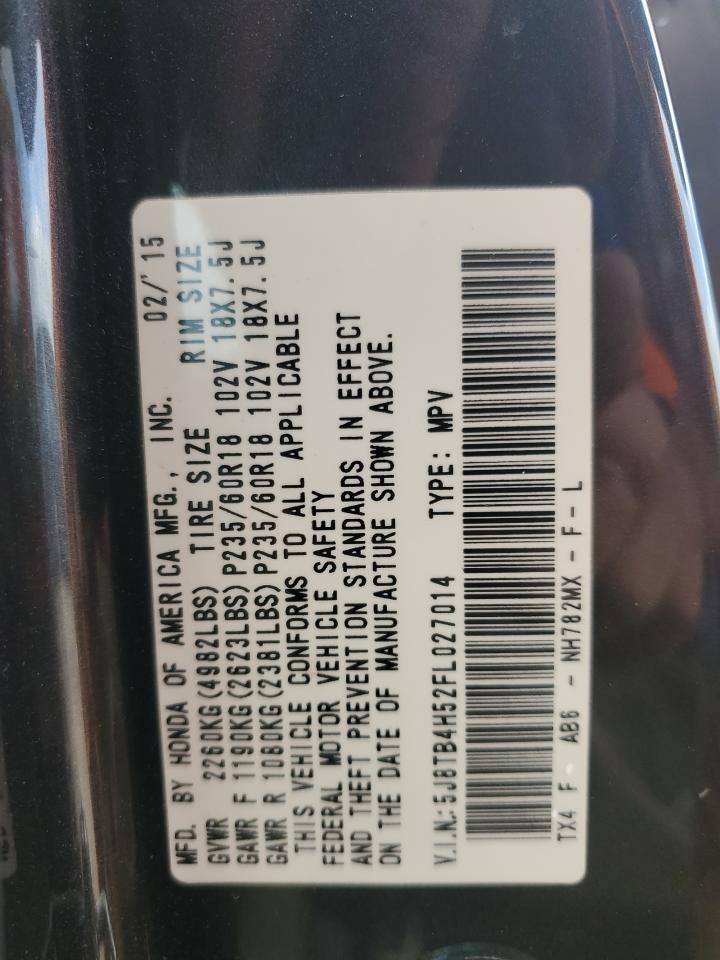 MFD. BY HONDA OF AMERICA MFG., INC. 02/'15
GVWR 2260KG(4982LBS) TIRE SIZE RIM SIZE
GAWR F 1190KG(2623LBS)P235/60R18 102V 18X7.5J
GAWR R 1080KG(2381LBS)P235/60R18 102V 18X7.5J
THIS VEHICLE CONFORMS TO ALL APPLICABLE
FEDERAL MOTOR VEHICLE SAFETY
AND THEFT PREVENTION STANDARDS IN EFFECT
ON THE DATE OF MANUFACTURE SHOWN ABOVE.
V.I.N.:5J8TB4H52FL027014 TYPE: MPV
TX4 F AB6 - NH782MX - F - L